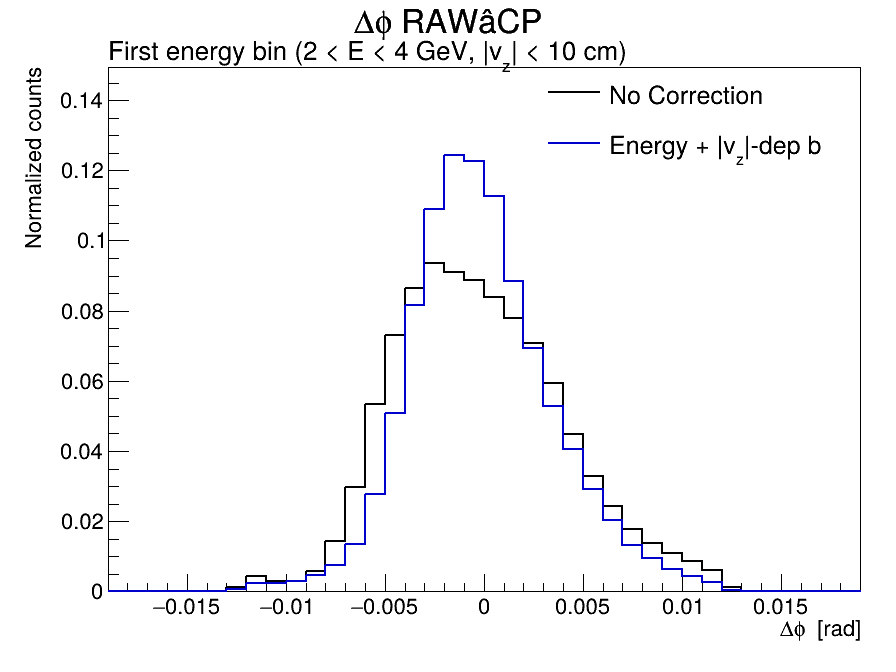 Δϕ RAWâCP
First energy bin (2 < E < 4 GeV, |v_z| < 10 cm)
Normalized counts
No Correction
Energy + |v_z|-dep b
0.14
0.12
0.1
0.08
0.06
0.04
0.02
0
−0.015 −0.01 −0.005 0 0.005 0.01 0.015
Δϕ [rad]